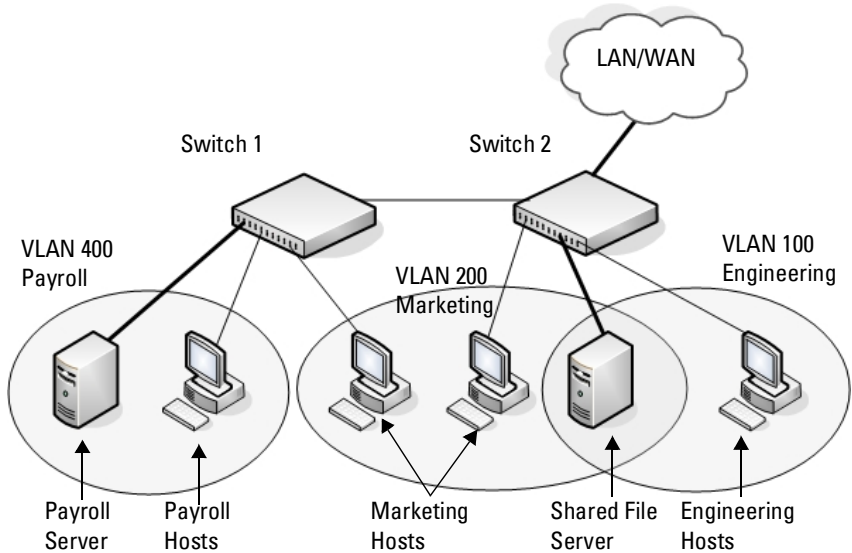 LAN/WAN
Switch 1
Switch 2
VLAN 400
Payroll
VLAN 200
Marketing
VLAN 100
Engineering
Payroll
Server
Payroll
Hosts
Marketing
Hosts
Shared File
Server
Engineering
Hosts